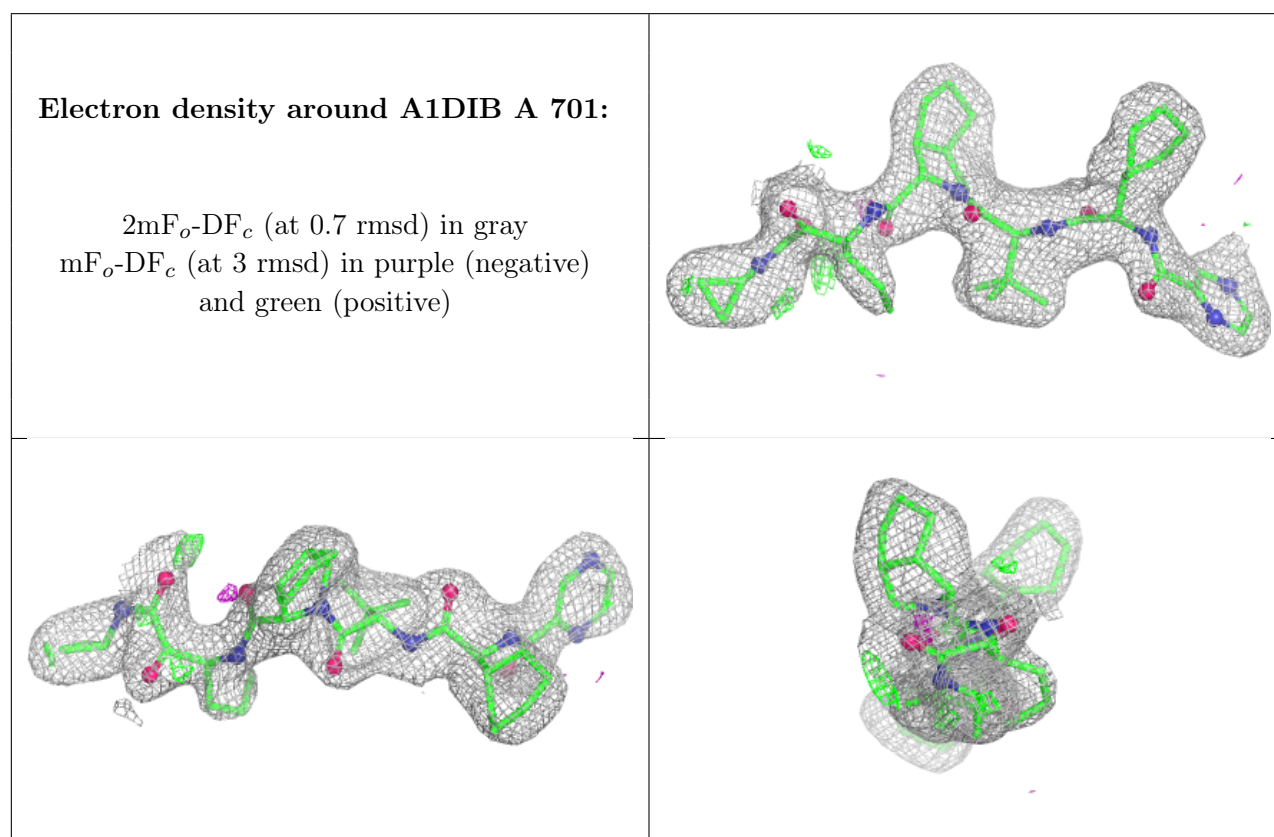 Electron density around A1DIB A 701:
2mFo-DFc (at 0.7 rmsd) in gray
mFo-DFc (at 3 rmsd) in purple (negative)
and green (positive)